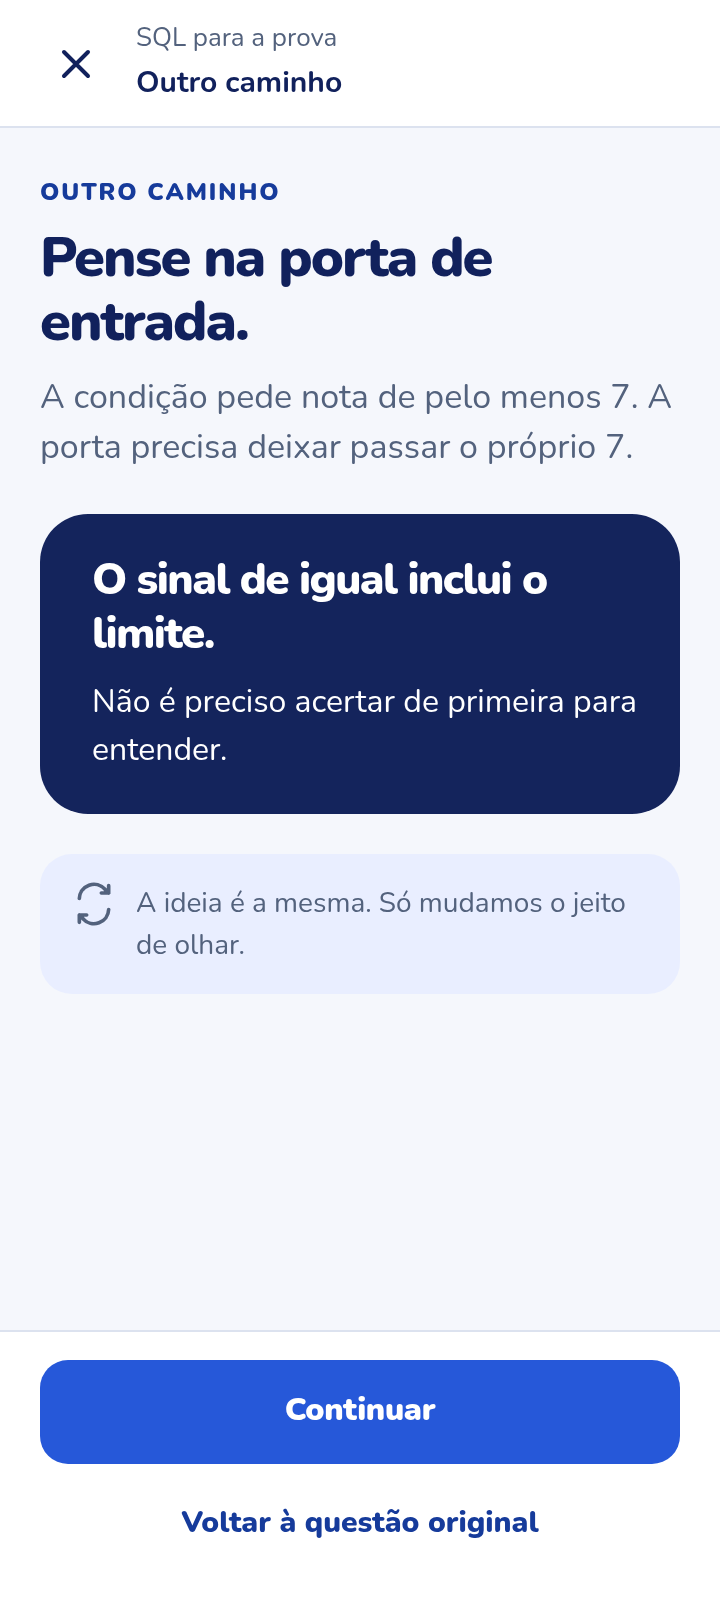 SQL para a prova
Outro caminho
OUTRO CAMINHO
Pense na porta de
entrada.
A condição pede nota de pelo menos 7. A
porta precisa deixar passar o próprio 7.
O sinal de igual inclui o
limite.
Não é preciso acertar de primeira para
entender.
A ideia é a mesma. Só mudamos o jeito
de olhar.
Continuar
Voltar à questão original